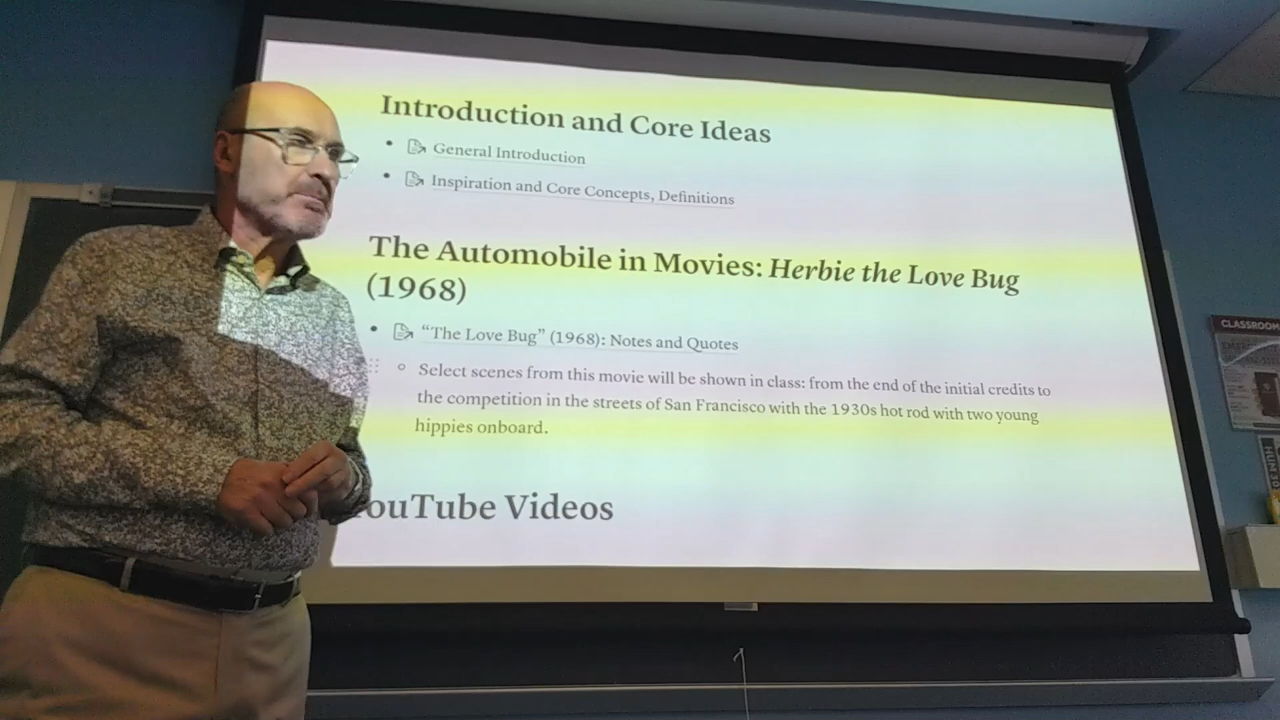 Introduction and Core Ideas
General Introduction
Inspiration and Core Concepts, Definitions
The Automobile in Movies: Herbie the Love Bug
(1968)
“The Love Bug” (1968): Notes and Quotes
Select scenes from this movie will be shown in class: from the end of the initial credits to
the competition in the streets of San Francisco with the 1930s hot rod with two young
hippies onboard.
ouTube Videos
CLASSROOM